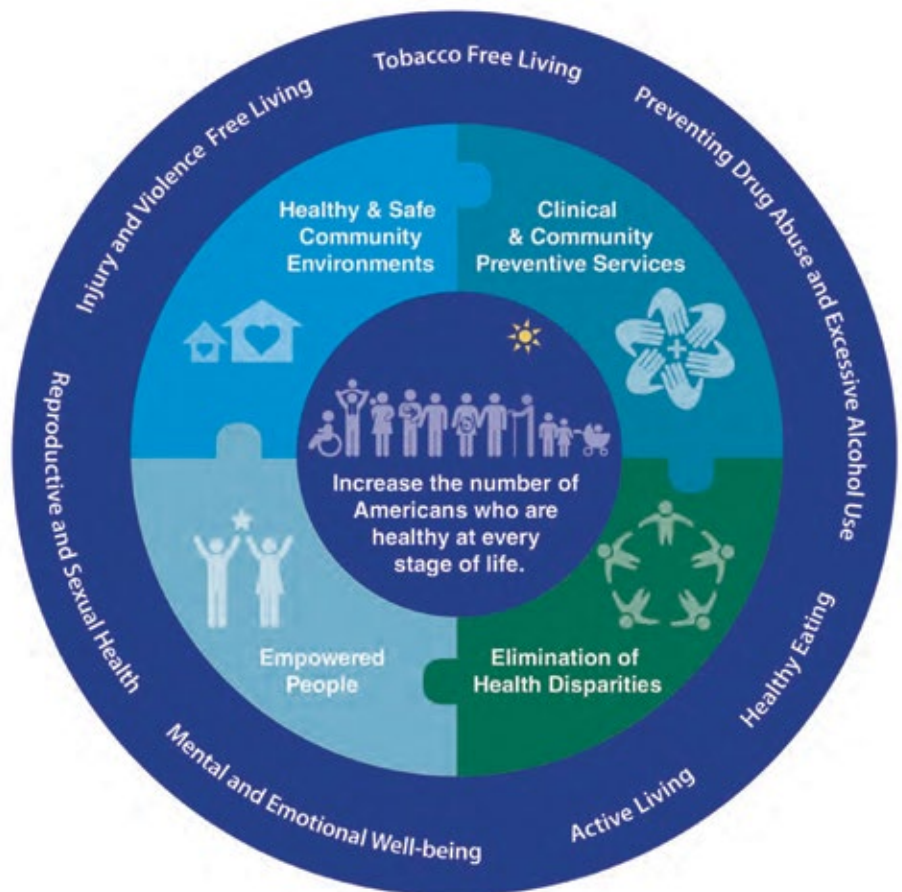 Tobacco Free Living
Preventing Drug Abuse and Excessive Alcohol Use
Healthy Eating
Active Living
Mental and Emotional Well-being
Reproductive and Sexual Health
Injury and Violence Free Living
Healthy & Safe
Community
Environments
Clinical
& Community
Preventive Services
Increase the number of
Americans who are
healthy at every
stage of life.
Empowered
People
Elimination of
Health Disparities